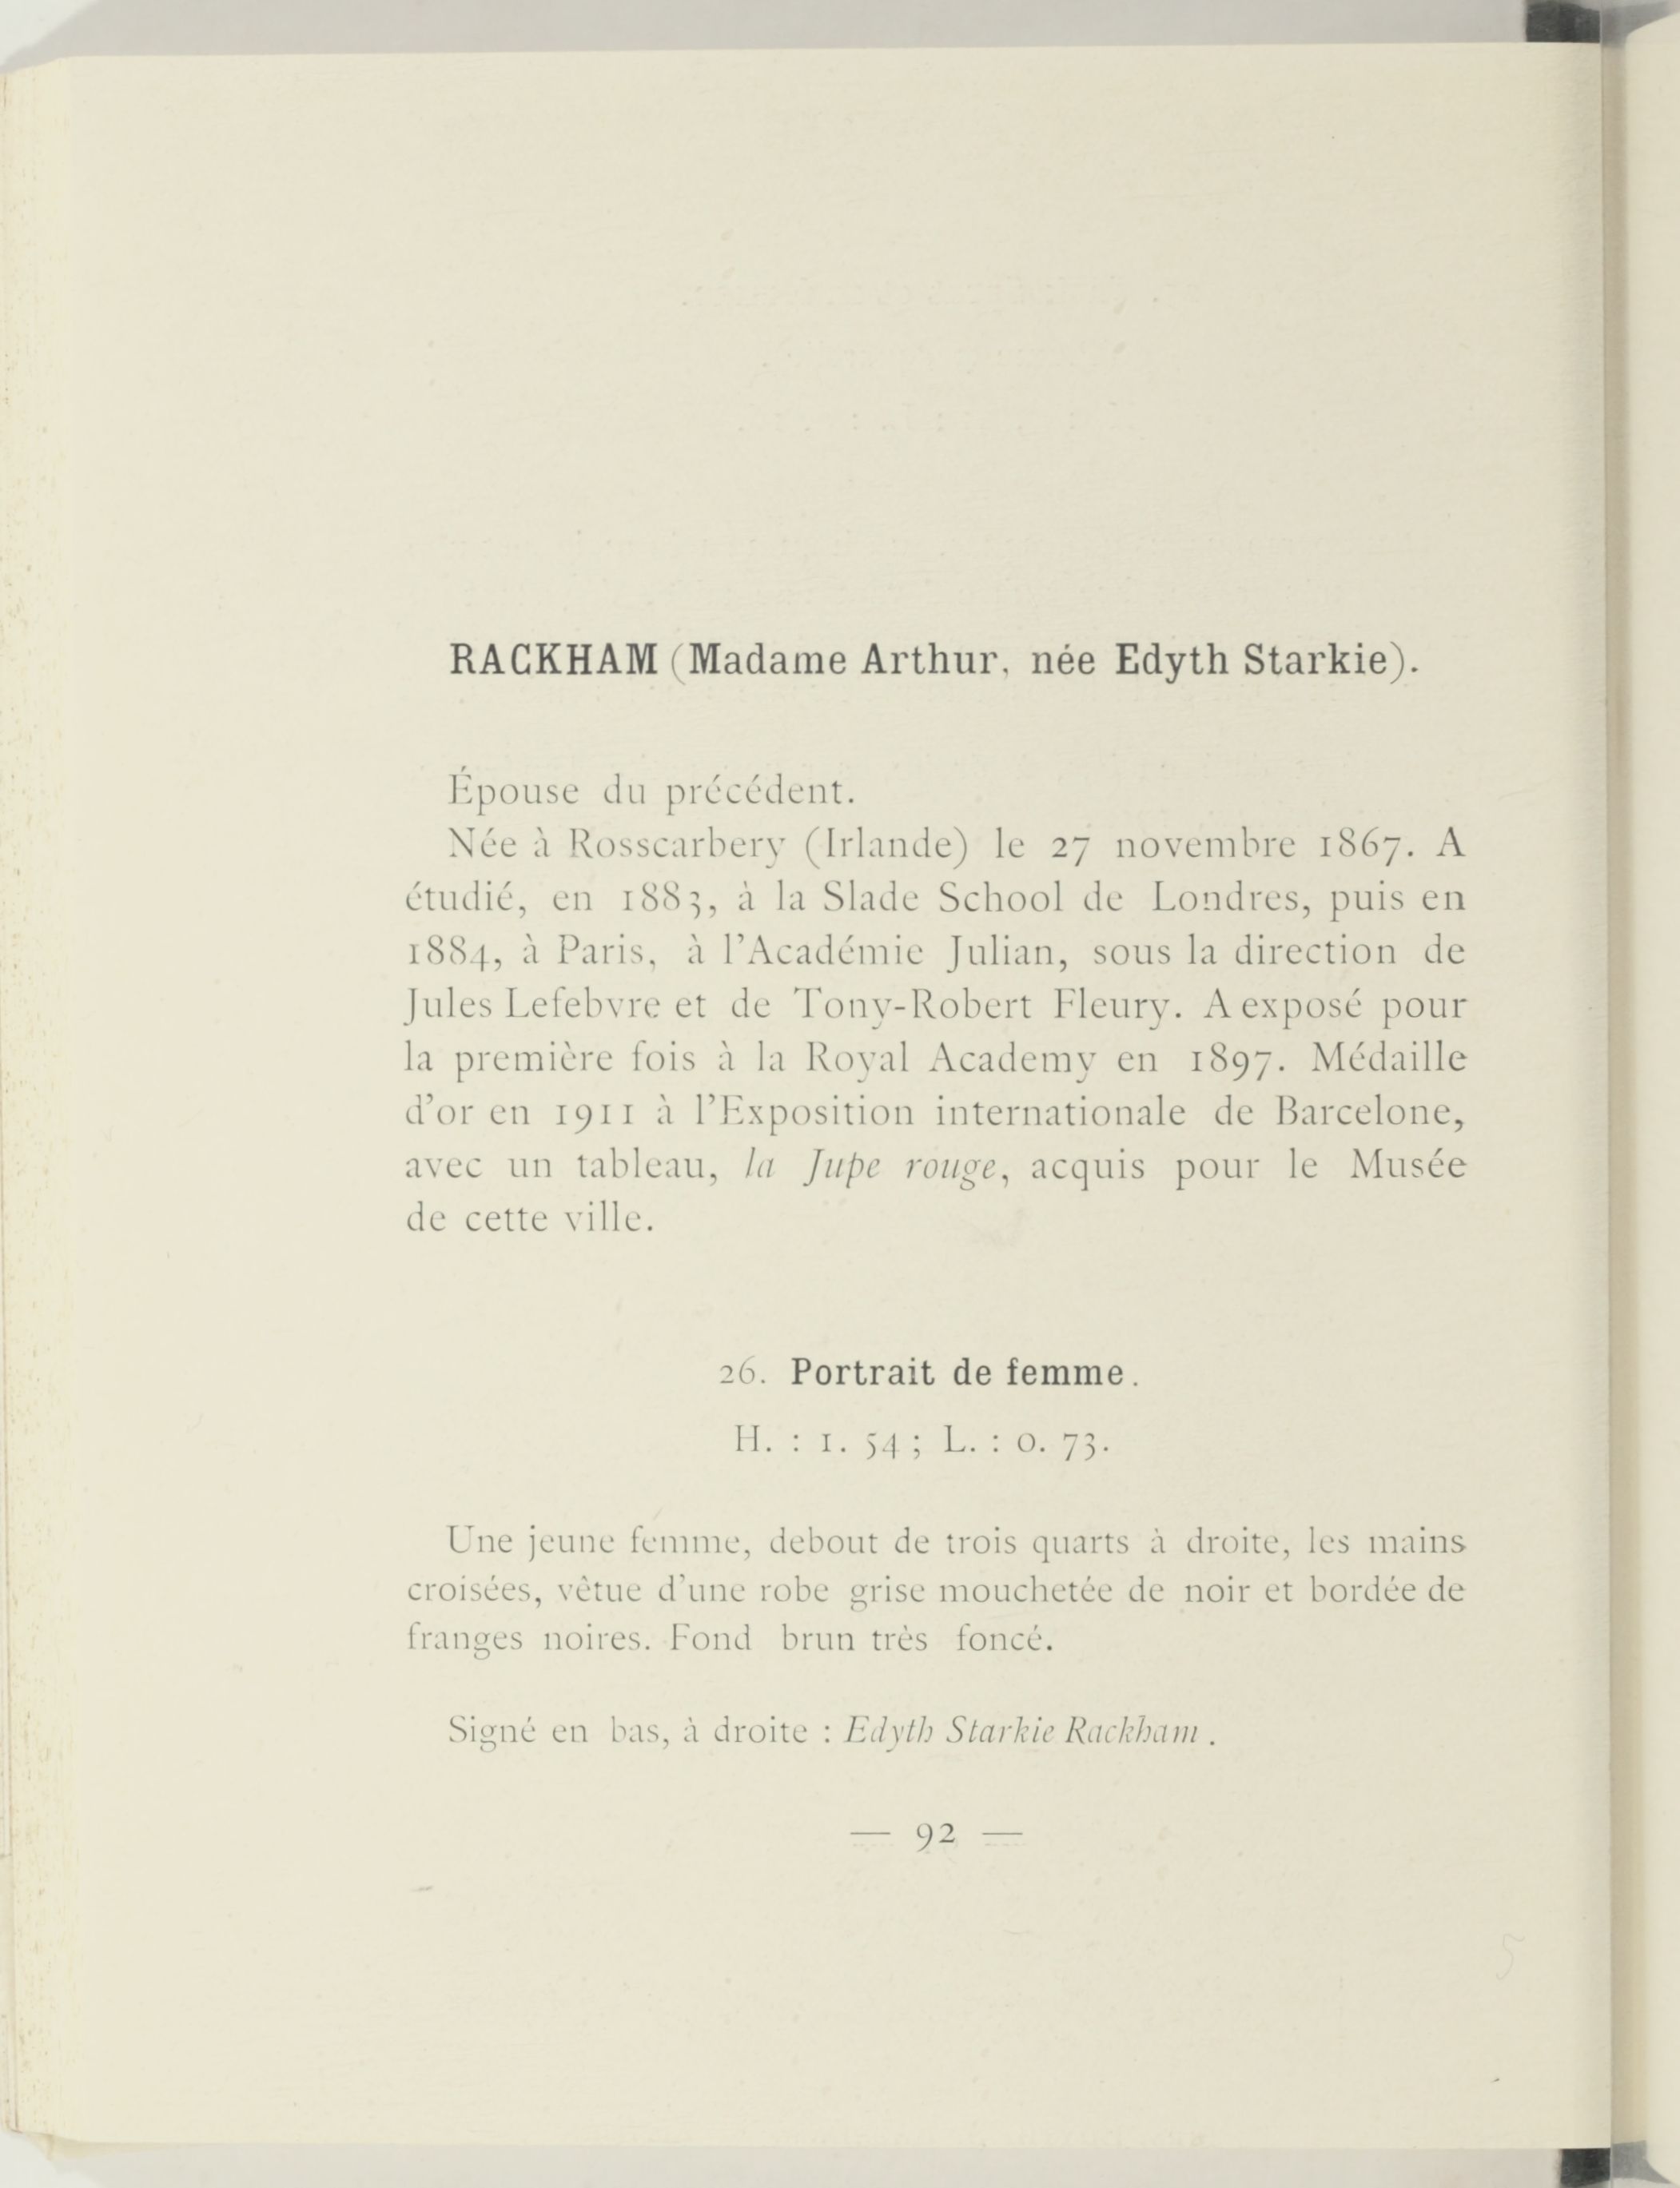 RACKHAM (Madame Arthur, née Edyth Starkie).
Épouse du précédent.
Née à Rosscarbery (Irlande) le 27 novembre 1867. A
étudié, en 1883, à la Slade School de Londres, puis en
1884, à Paris, à l'Académie Julian, sous la direction de
Jules Lefebvre et de Tony-Robert Fleury. A exposé pour
la première fois à la Royal Academy en 1897. Médaille
d'or en 1911 à l'Exposition internationale de Barcelone,
avec un tableau, la Jupe rouge, acquis pour le Musée
de cette ville.
26. Portrait de femme.
H. : 1. 54 ; L. : 0. 73.
Une jeune femme, debout de trois quarts à droite, les mains
croisées, vêtue d'une robe grise mouchetée de noir et bordée de
franges noires. Fond brun très foncé.
Signé en bas, à droite : Edyth Starkie Rackham.
— 92 —